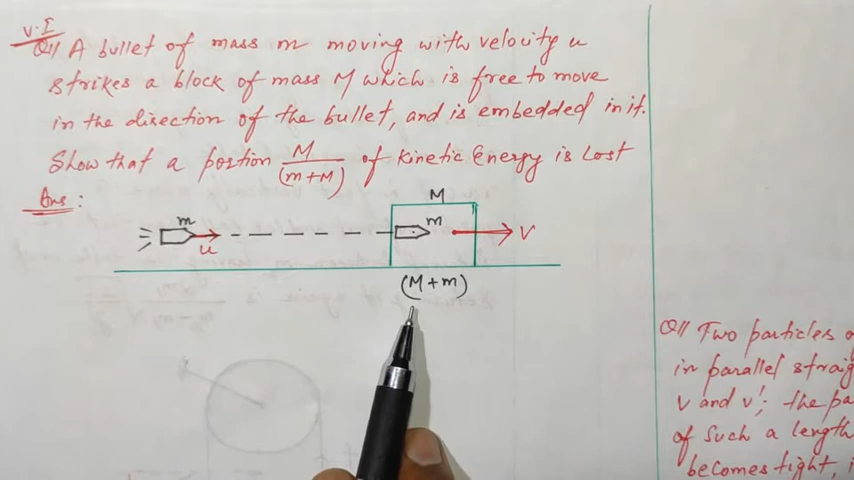 V.I
Q|| A bullet of mass m moving with velocity u
strikes a block of mass M which is free to move
in the direction of the bullet, and is embedded in it.
Show that a portion M/(m+M) of kinetic Energy is Lost
Ans :
M
m
m
u
V
(M+m)
Q|| Two particles o
in parallel straig
V and V'; the pa
of such a length
becomes tight, i